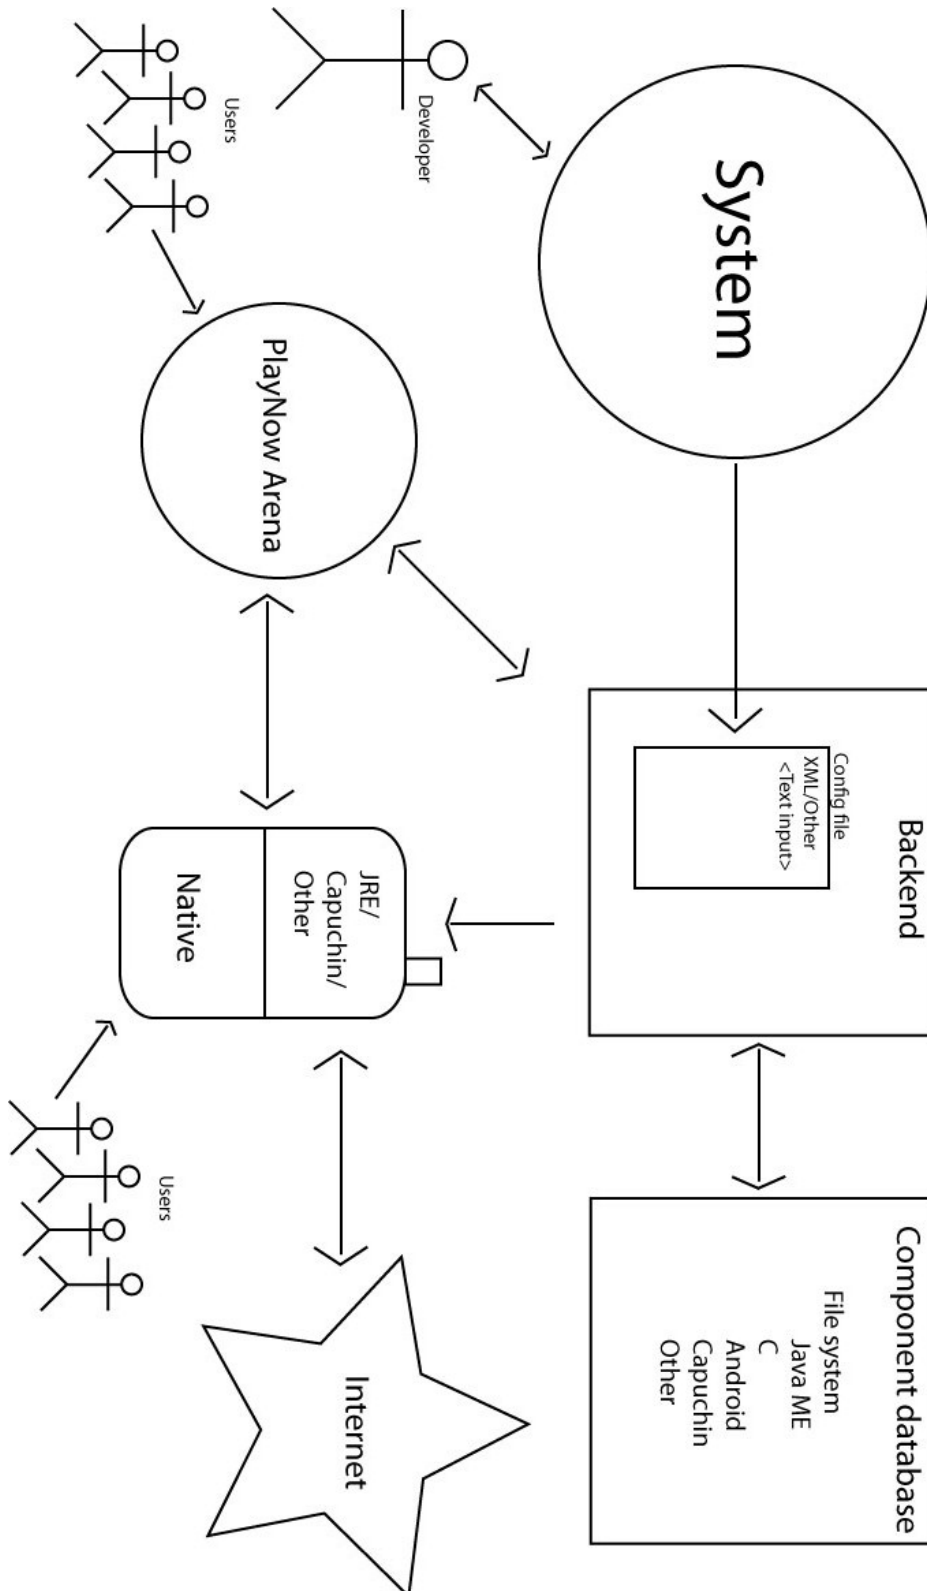 System
Backend
Config file
XML/Other
<Text input>
Component database
File system
Java ME
C
Android
Capuchin
Other
Developer
Users
PlayNow Arena
JRE/
Capuchin/
Other
Native
Internet
Users